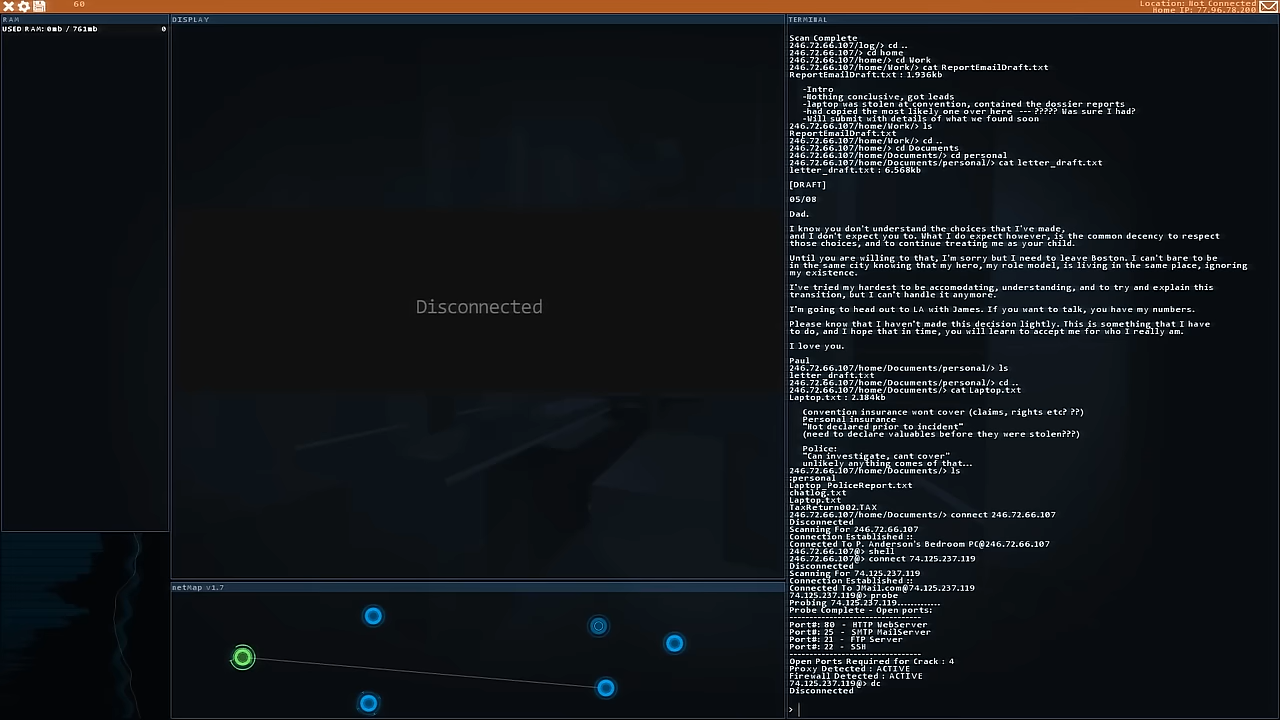 60
Location: Not Connected
Home IP: 77.96.78.200
RAM
USED RAM: 0mb / 761mb 0
DISPLAY
Disconnected
netMap v1.7
TERMINAL
Scan Complete
246.72.66.107/log/> cd ..
246.72.66.107/> cd home
246.72.66.107/home/> cd Work
246.72.66.107/home/Work/> cat ReportEmailDraft.txt
ReportEmailDraft.txt : 1.936kb
-Intro
-Nothing conclusive, got leads
-laptop was stolen at convention, contained the dossier reports
-had copied the most likely one over here --- ????? Was sure I had?
-Will submit with details of what we found soon
246.72.66.107/home/Work/> ls
ReportEmailDraft.txt
246.72.66.107/home/Work/> cd ..
246.72.66.107/home/> cd Documents
246.72.66.107/home/Documents/> cd personal
246.72.66.107/home/Documents/personal/> cat letter_draft.txt
letter_draft.txt : 6.568kb
[DRAFT]
05/08
Dad.
I know you don't understand the choices that I've made,
and I don't expect you to. What I do expect however, is the common decency to respect
those choices, and to continue treating me as your child.
Until you are willing to that, I'm sorry but I need to leave Boston. I can't bare to be
in the same city knowing that my hero, my role model, is living in the same place, ignoring
my existence.
I've tried my hardest to be accomodating, understanding, and to try and explain this
transition, but I can't handle it anymore.
I'm going to head out to LA with James. If you want to talk, you have my numbers.
Please know that I haven't made this decision lightly. This is something that I have
to do, and I hope that in time, you will learn to accept me for who I really am.
I love you.
Paul
246.72.66.107/home/Documents/personal/> ls
letter_draft.txt
246.72.66.107/home/Documents/personal/> cd ..
246.72.66.107/home/Documents/> cat Laptop.txt
Laptop.txt : 2.184kb
Convention insurance wont cover (claims, rights etc? ??)
Personal insurance
"Not declared prior to incident"
(need to declare valuables before they were stolen???)
Police:
"Can investigate, cant cover"
unlikely anything comes of that...
246.72.66.107/home/Documents/> ls
:personal
Laptop_PoliceReport.txt
chatlog.txt
Laptop.txt
TaxReturn002.TAX
246.72.66.107/home/Documents/> connect 246.72.66.107
Disconnected
Scanning For 246.72.66.107
Connection Established ::
Connected To P. Anderson's Bedroom PC@246.72.66.107
246.72.66.107@> shell
246.72.66.107@> connect 74.125.237.119
Disconnected
Scanning For 74.125.237.119
Connection Established ::
Connected To JMail.com@74.125.237.119
74.125.237.119@> probe
Probing 74.125.237.119.............
Probe Complete - Open ports:
---------------------------------
Port#: 80 - HTTP WebServer
Port#: 25 - SMTP MailServer
Port#: 21 - FTP Server
Port#: 22 - SSH
---------------------------------
Open Ports Required for Crack : 4
Proxy Detected : ACTIVE
Firewall Detected : ACTIVE
74.125.237.119@> dc
Disconnected
>